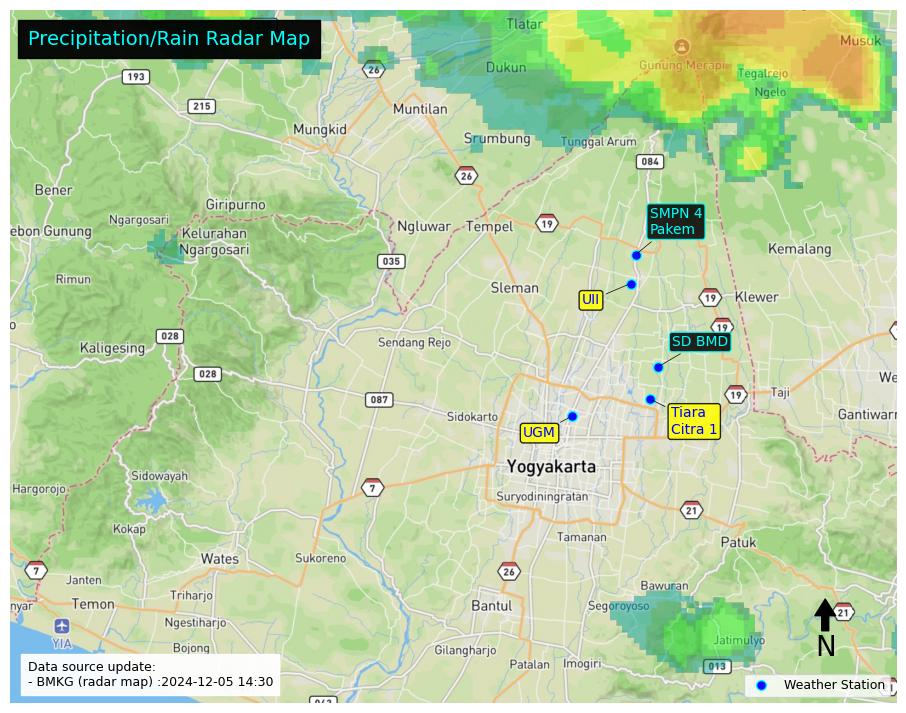 Precipitation/Rain Radar Map
Tlatar
Musuk
26
Gunung Merapi
193
Dukun
Tegalrejo
Ngelo
215
Muntilan
Mungkid
Srumbung
Tunggal Arum
084
26
Bener
Giripurno
SMPN 4
Pakem
Ngargosari
ebon Gunung
Kelurahan
Ngargosari
Ngluwar
Tempel
19
Kemalang
035
Rimun
Sleman
UII
19
Klewer
19
028
Kaligesing
Sendang Rejo
SD BMD
028
We
087
19
Taji
Sidokarto
Tiara
Citra 1
Gantiwarn
UGM
Yogyakarta
Sidowayah
Hargorojo
7
Suryodiningratan
21
Kokap
Tamanan
Patuk
Wates
Sukoreno
7
26
Janten
Bawuran
nyar
Temon
Triharjo
Bantul
Segoroyoso
21
Ngestiharjo
YIA
Jatimulyo
N
Bojong
Gilangharjo
Patalan
Imogiri
013
Data source update:
- BMKG (radar map) :2024-12-05 14:30
Weather Station